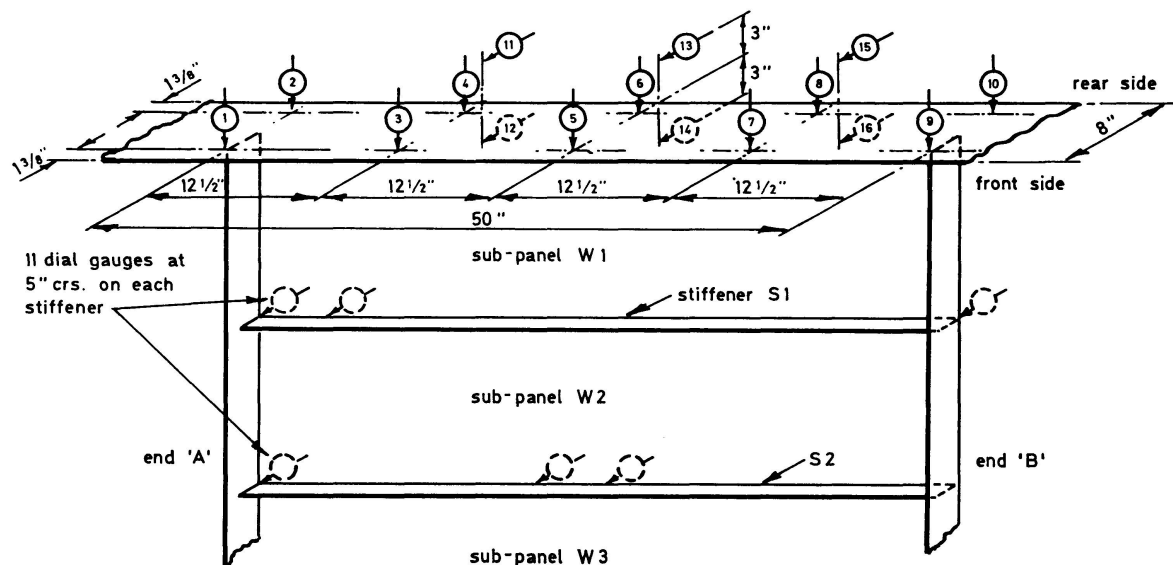 11
13
15
3"
3"
1 3/8"
2
4
6
8
10
rear side
1
12
14
16
3
5
7
9
8"
1 3/8"
front side
12 1/2"
12 1/2"
12 1/2"
12 1/2"
50"
sub-panel W1
11 dial gauges at
5" crs. on each
stiffener
stiffener S1
sub-panel W2
end 'A'
S2
end 'B'
sub-panel W3